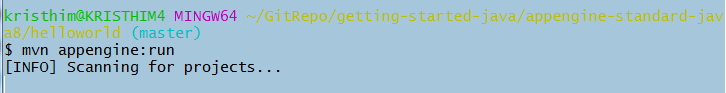 kristhim@KRISTHIM4 MINGW64 ~/GitRepo/getting-started-java/appengine-standard-jav
a8/helloworld (master)
$ mvn appengine:run
[INFO] Scanning for projects...